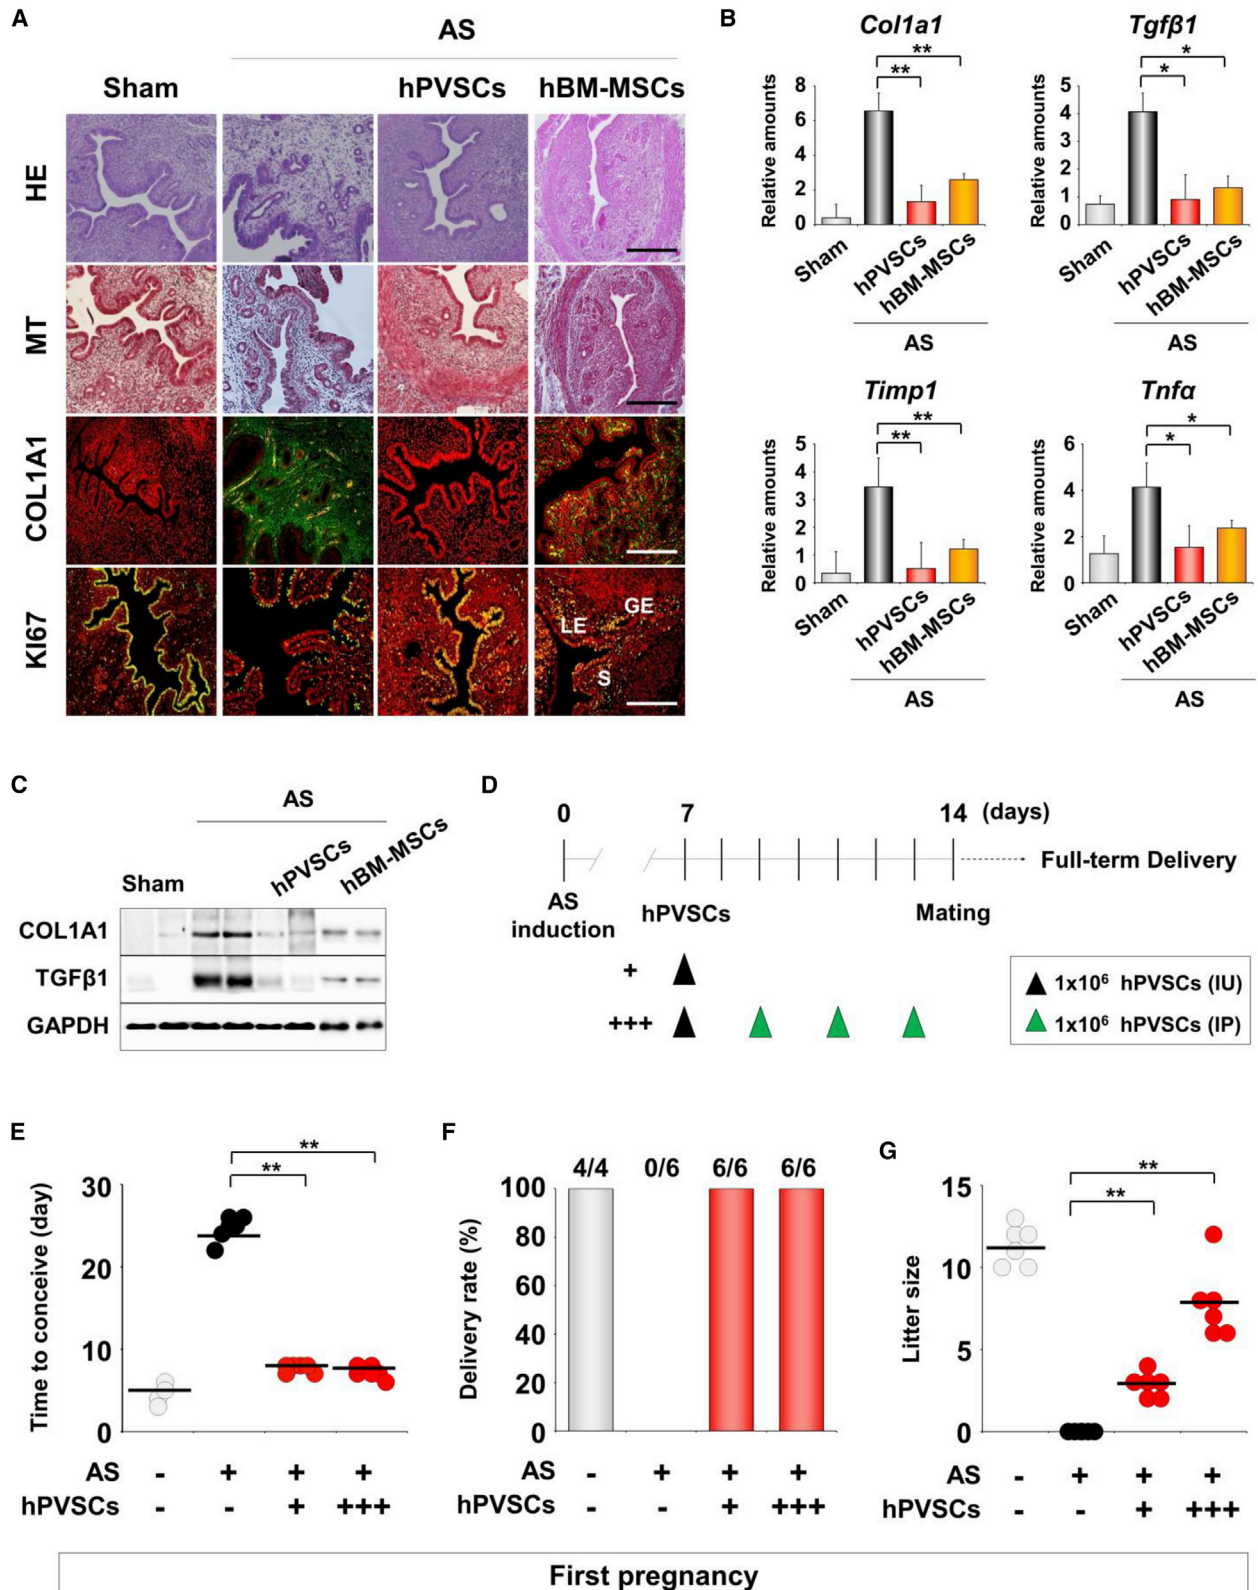 A
AS
Sham
hPVSCs
hBM-MSCs
HE
MT
COL1A1
KI67
GE
LE
S
B
Col1a1
**
**
Relative amounts
8
6
4
2
0
Sham
hPVSCs
hBM-MSCs
AS
Tgfβ1
*
*
Relative amounts
5
4
3
2
1
0
Sham
hPVSCs
hBM-MSCs
AS
Timp1
**
**
Relative amounts
5
4
3
2
1
0
Sham
hPVSCs
hBM-MSCs
AS
Tnfα
*
*
Relative amounts
6
4
2
0
Sham
hPVSCs
hBM-MSCs
AS
C
AS
Sham
hPVSCs
hBM-MSCs
COL1A1
TGFβ1
GAPDH
D
0 7 14 (days)
Full-term Delivery
AS
induction
hPVSCs
Mating
+
+++
1x10⁶ hPVSCs (IU)
1x10⁶ hPVSCs (IP)
E
**
**
Time to conceive (day)
30
20
10
0
AS - + + +
hPVSCs - - + +++
F
4/4 0/6 6/6 6/6
Delivery rate (%)
100
80
60
40
20
0
AS - + + +
hPVSCs - - + +++
G
**
**
Litter size
15
10
5
0
AS - + + +
hPVSCs - - + +++
First pregnancy